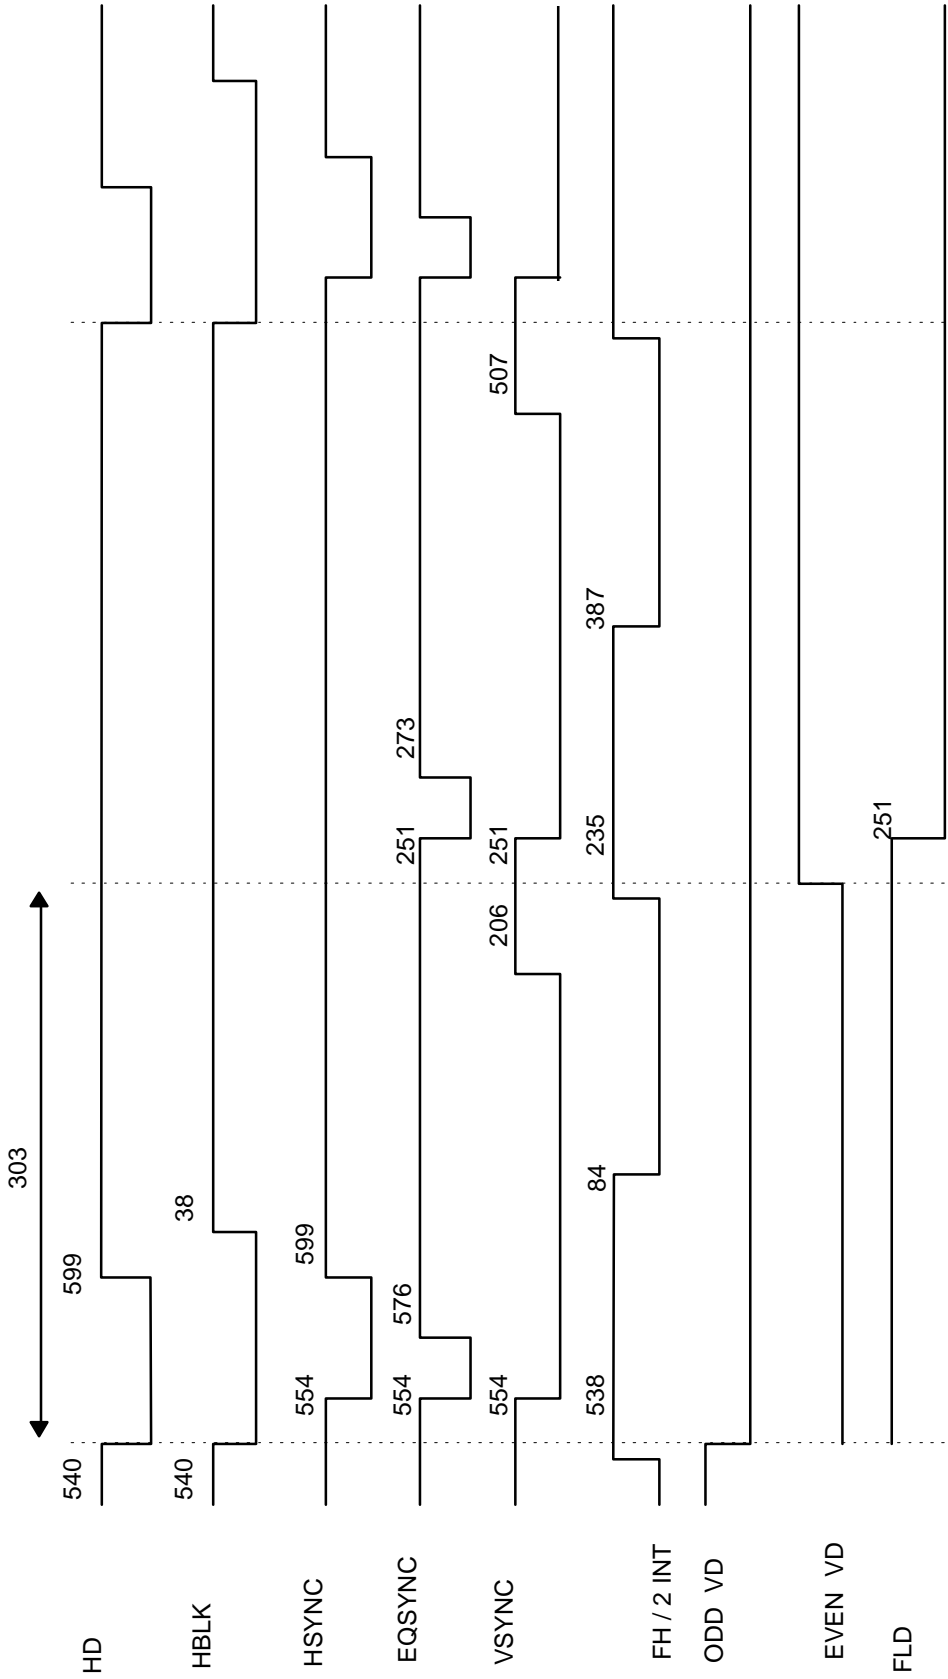 303
HD
540
599
HBLK
540
38
HSYNC
554
599
EQSYNC
554
576
251
273
VSYNC
554
206
251
507
FH / 2 INT
538
84
235
387
ODD VD
EVEN VD
FLD
251